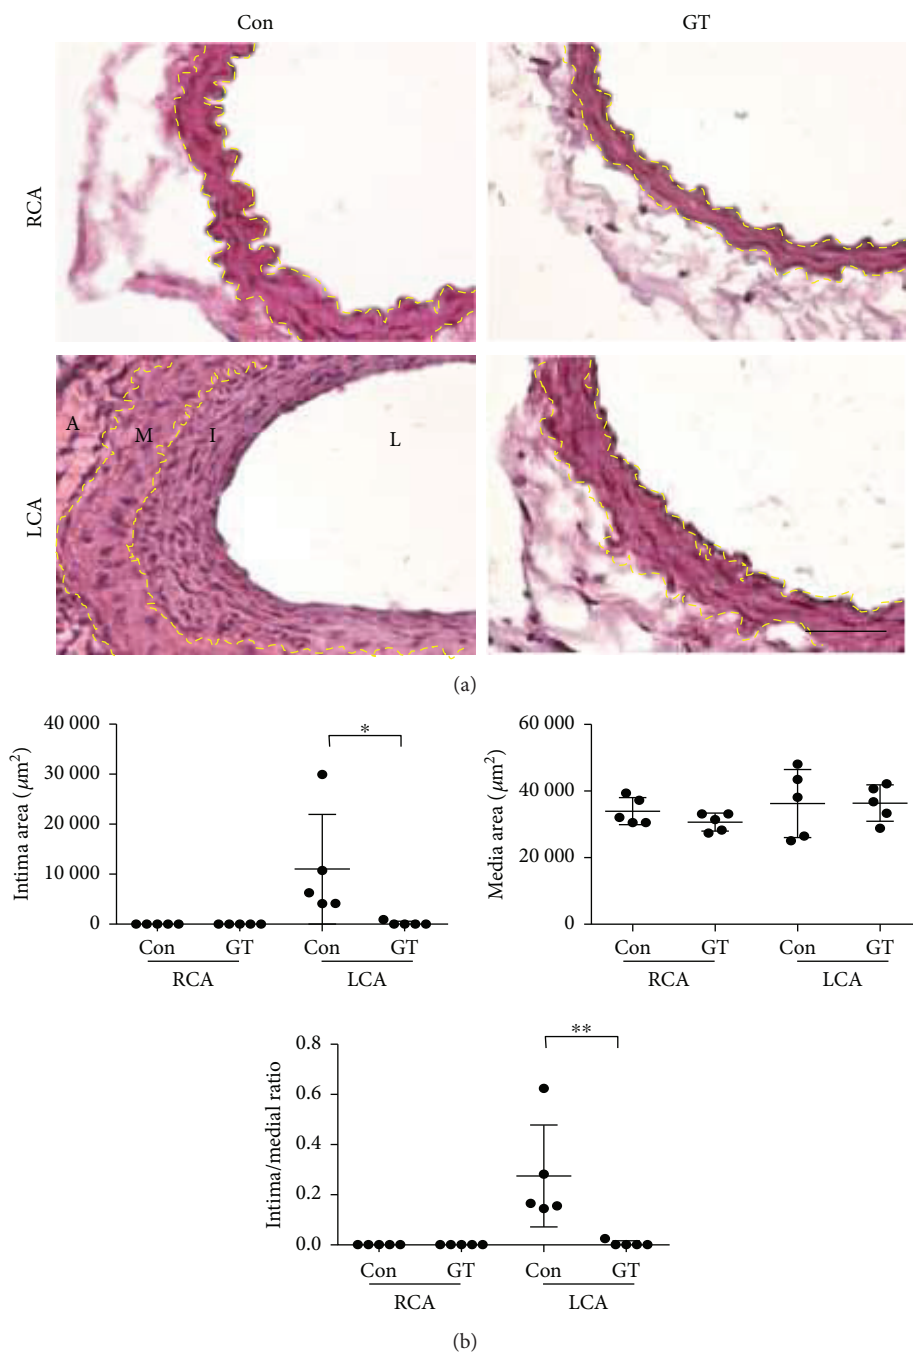 Con
GT
RCA
LCA
A
M
I
L
(a)
Intima area (μm²)
40 000
30 000
20 000
10 000
0
*
Con
GT
Con
GT
RCA
LCA
Media area (μm²)
60 000
40 000
20 000
0
Con
GT
Con
GT
RCA
LCA
Intima/medial ratio
0.8
0.6
0.4
0.2
0.0
**
Con
GT
Con
GT
RCA
LCA
(b)